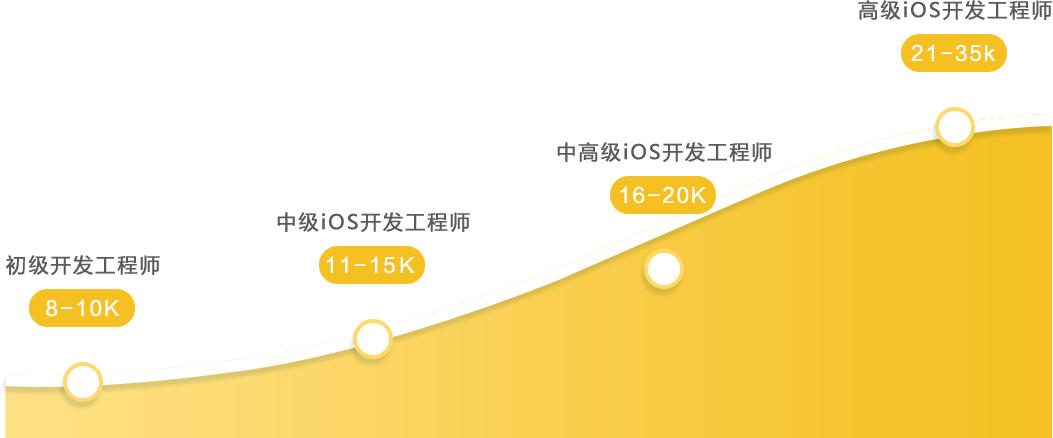 高级iOS开发工程师
21-35k
中高级iOS开发工程师
16-20K
中级iOS开发工程师
11-15K
初级开发工程师
8-10K